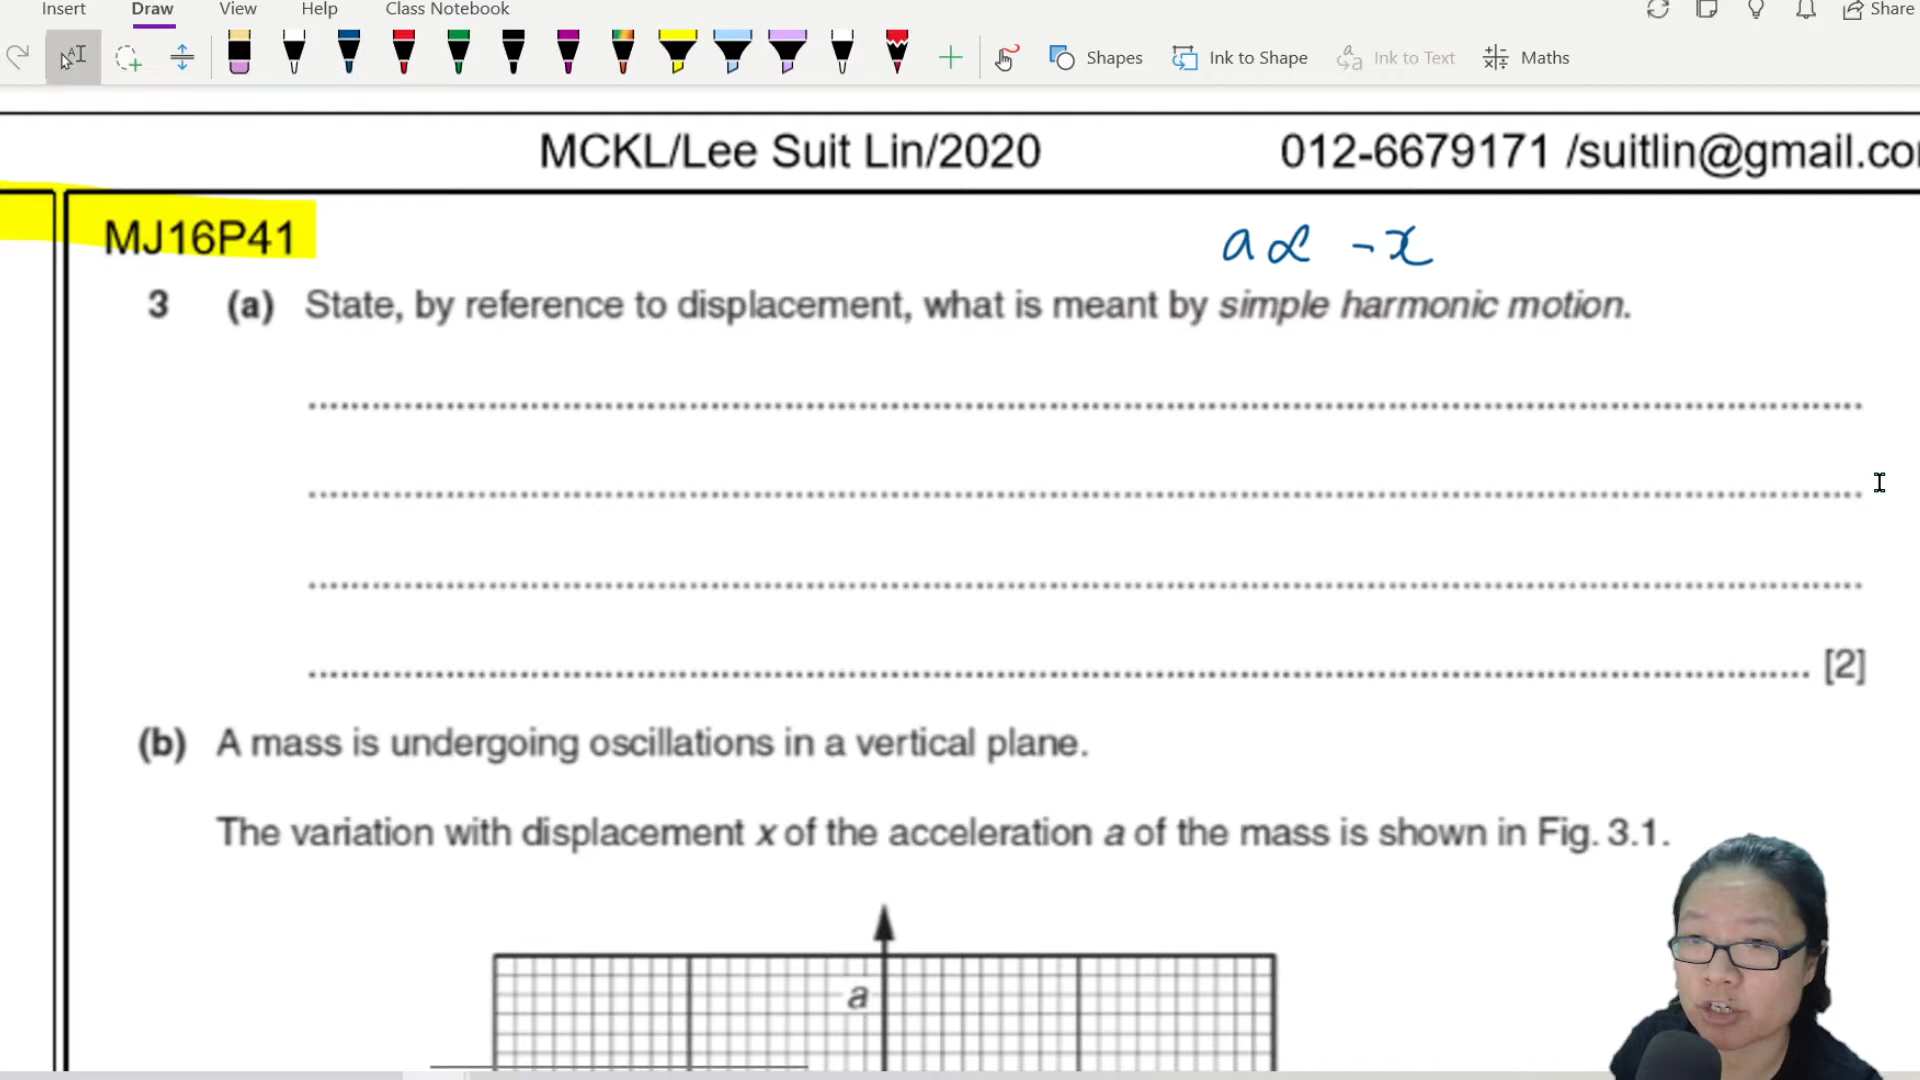 Insert Draw View Help Class Notebook Share
Shapes Ink to Shape Ink to Text Maths
MCKL/Lee Suit Lin/2020 012-6679171 /suitlin@gmail.co
MJ16P41
a ∝ -x
3 (a) State, by reference to displacement, what is meant by simple harmonic motion.
[2]
(b) A mass is undergoing oscillations in a vertical plane.
The variation with displacement x of the acceleration a of the mass is shown in Fig. 3.1.
a